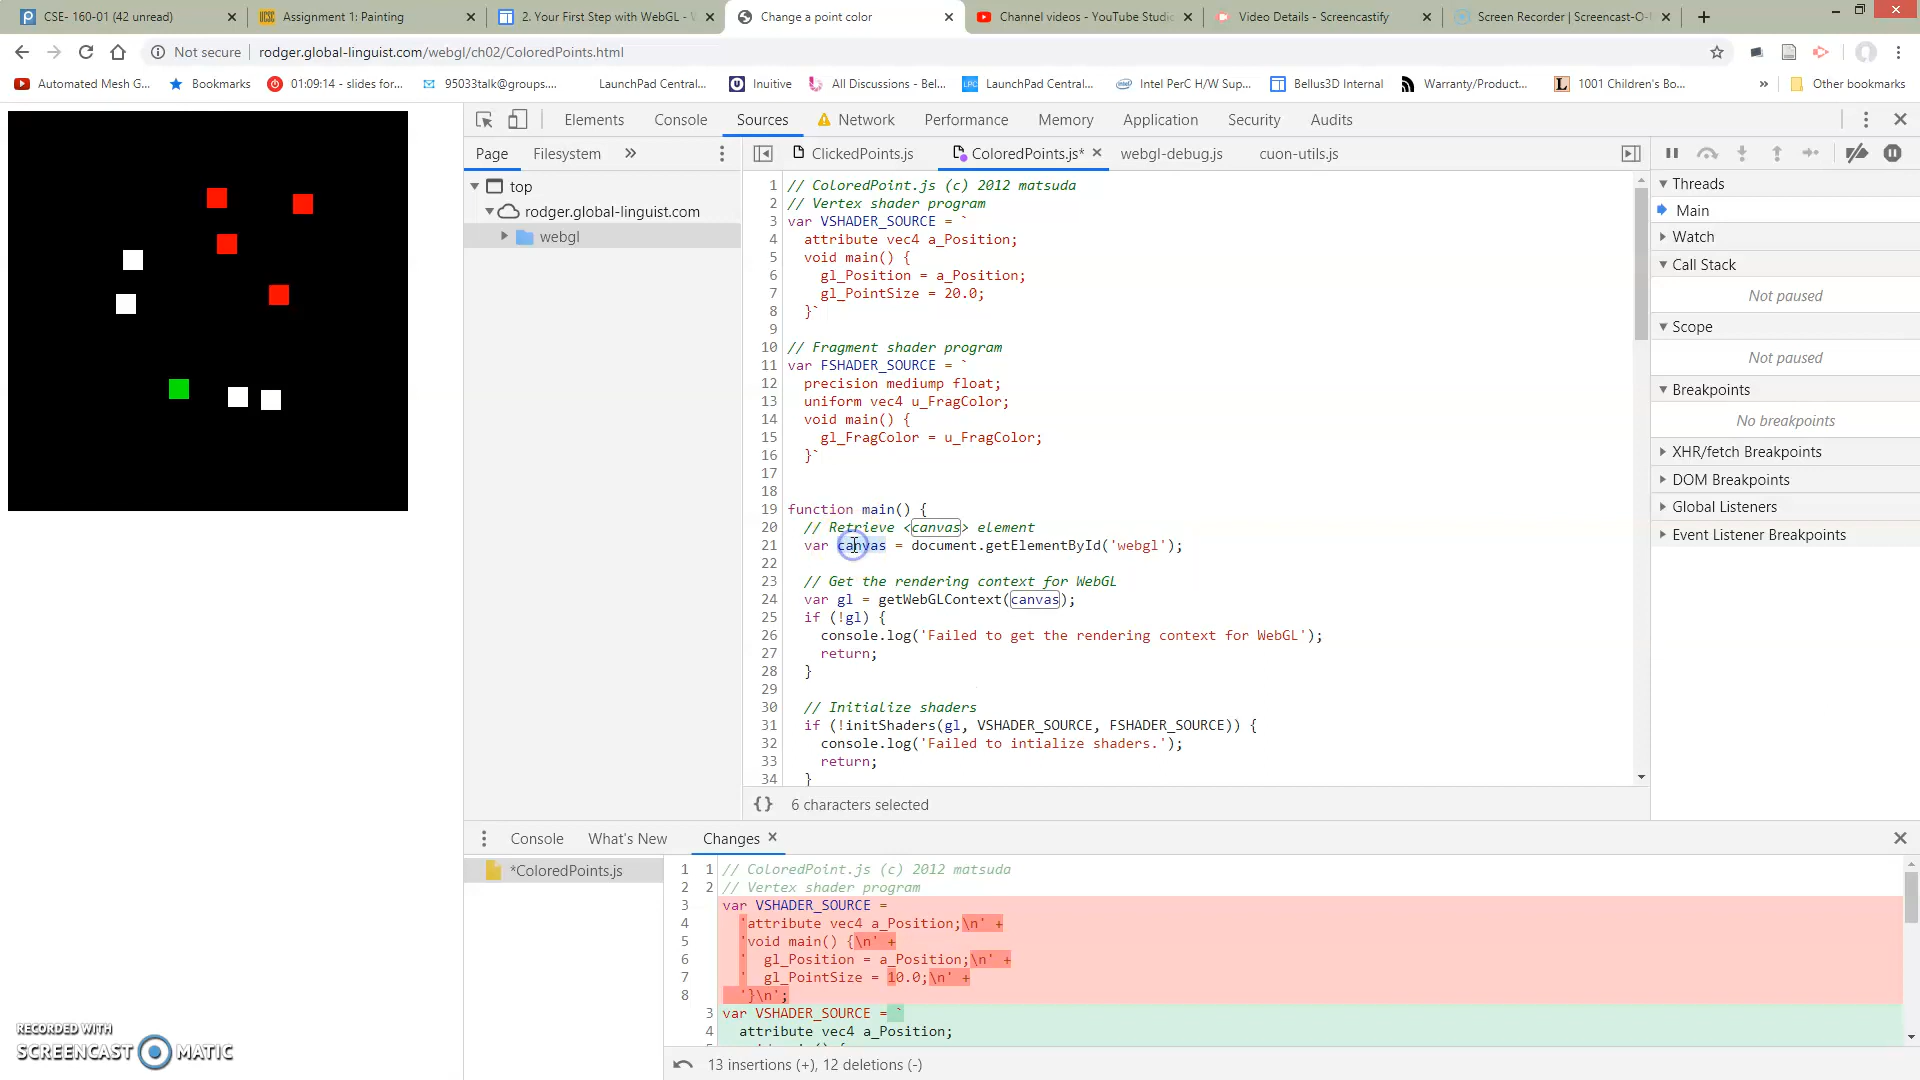 CSE- 160-01 (42 unread)
Assignment 1: Painting
2. Your First Step with WebGL - W
Change a point color
Channel videos - YouTube Studio
Video Details - Screencastify
Screen Recorder | Screencast-O-
Not secure rodger.global-linguist.com/webgl/ch02/ColoredPoints.html
Automated Mesh G... Bookmarks 01:09:14 - slides for... 95033talk@groups.... LaunchPad Central... Inuitive All Discussions - Bel... LPC LaunchPad Central... Intel PerC H/W Sup... Bellus3D Internal Warranty/Product... 1001 Children's Bo... » Other bookmarks
Elements Console Sources Network Performance Memory Application Security Audits
Page Filesystem »
ClickedPoints.js ColoredPoints.js* webgl-debug.js cuon-utils.js
top
rodger.global-linguist.com
webgl
1 // ColoredPoint.js (c) 2012 matsuda
2 // Vertex shader program
3 var VSHADER_SOURCE = `
4 attribute vec4 a_Position;
5 void main() {
6 gl_Position = a_Position;
7 gl_PointSize = 20.0;
8 }`
9
10 // Fragment shader program
11 var FSHADER_SOURCE = `
12 precision mediump float;
13 uniform vec4 u_FragColor;
14 void main() {
15 gl_FragColor = u_FragColor;
16 }`
17
18
19 function main() {
20 // Retrieve <canvas> element
21 var canvas = document.getElementById('webgl');
22
23 // Get the rendering context for WebGL
24 var gl = getWebGLContext(canvas);
25 if (!gl) {
26 console.log('Failed to get the rendering context for WebGL');
27 return;
28 }
29
30 // Initialize shaders
31 if (!initShaders(gl, VSHADER_SOURCE, FSHADER_SOURCE)) {
32 console.log('Failed to intialize shaders.');
33 return;
34 }
{} 6 characters selected
Threads
Main
Watch
Call Stack
Not paused
Scope
Not paused
Breakpoints
No breakpoints
XHR/fetch Breakpoints
DOM Breakpoints
Global Listeners
Event Listener Breakpoints
Console What's New Changes
*ColoredPoints.js
1 1 // ColoredPoint.js (c) 2012 matsuda
2 2 // Vertex shader program
3 var VSHADER_SOURCE =
4 'attribute vec4 a_Position;\n' +
5 'void main() {\n' +
6 ' gl_Position = a_Position;\n' +
7 ' gl_PointSize = 10.0;\n' +
8 '}\n';
3 var VSHADER_SOURCE = `
4 attribute vec4 a_Position;
13 insertions (+), 12 deletions (-)
RECORDED WITH
SCREENCAST MATIC